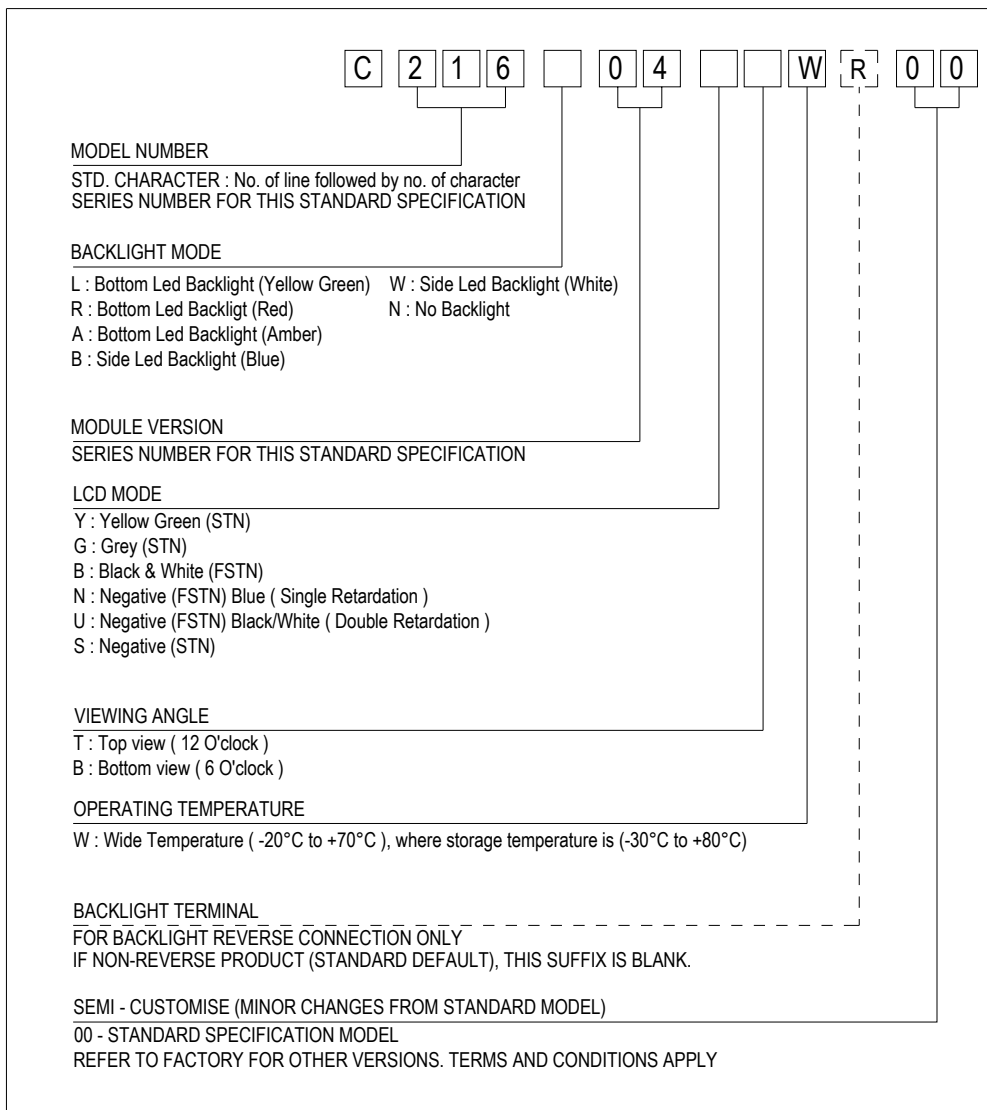 C 2 1 6 0 4 W R 0 0
MODEL NUMBER
STD. CHARACTER : No. of line followed by no. of character
SERIES NUMBER FOR THIS STANDARD SPECIFICATION
BACKLIGHT MODE
L : Bottom Led Backlight (Yellow Green) W : Side Led Backlight (White)
R : Bottom Led Backligt (Red) N : No Backlight
A : Bottom Led Backlight (Amber)
B : Side Led Backlight (Blue)
MODULE VERSION
SERIES NUMBER FOR THIS STANDARD SPECIFICATION
LCD MODE
Y : Yellow Green (STN)
G : Grey (STN)
B : Black & White (FSTN)
N : Negative (FSTN) Blue ( Single Retardation )
U : Negative (FSTN) Black/White ( Double Retardation )
S : Negative (STN)
VIEWING ANGLE
T : Top view ( 12 O'clock )
B : Bottom view ( 6 O'clock )
OPERATING TEMPERATURE
W : Wide Temperature ( -20°C to +70°C ), where storage temperature is (-30°C to +80°C)
BACKLIGHT TERMINAL
FOR BACKLIGHT REVERSE CONNECTION ONLY
IF NON-REVERSE PRODUCT (STANDARD DEFAULT), THIS SUFFIX IS BLANK.
SEMI - CUSTOMISE (MINOR CHANGES FROM STANDARD MODEL)
00 - STANDARD SPECIFICATION MODEL
REFER TO FACTORY FOR OTHER VERSIONS. TERMS AND CONDITIONS APPLY